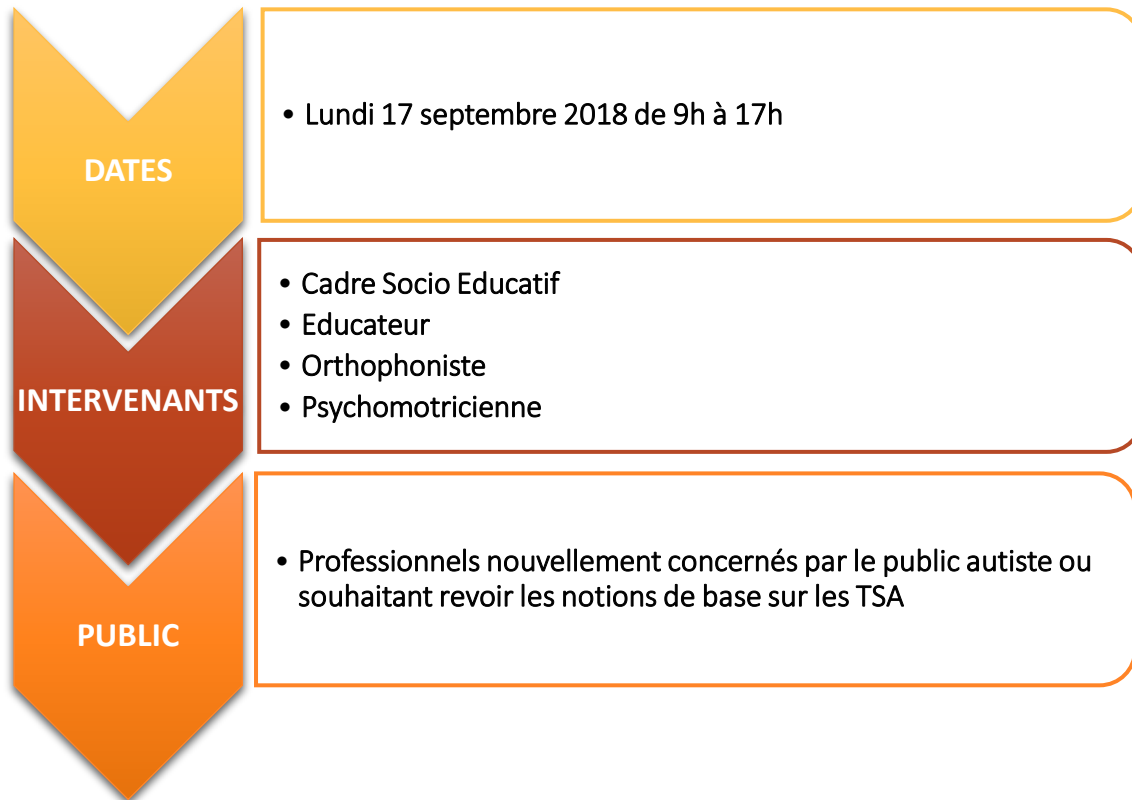 DATES
• Lundi 17 septembre 2018 de 9h à 17h
INTERVENANTS
• Cadre Socio Educatif
• Educateur
• Orthophoniste
• Psychomotricienne
PUBLIC
• Professionnels nouvellement concernés par le public autiste ou
souhaitant revoir les notions de base sur les TSA